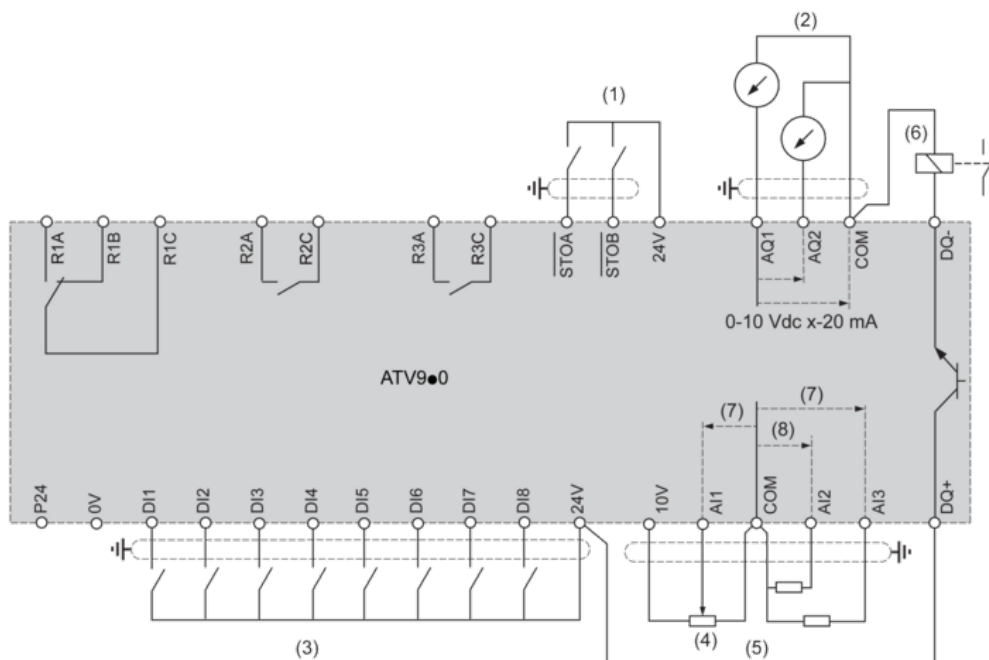 (2)
(1)
(6)
R1A R1B R1C R2A R2C R3A R3C STOA STOB 24V AQ1 AQ2 COM DQ-
0-10 Vdc x-20 mA
ATV9●0
(7)
(7)
(8)
P24 0V DI1 DI2 DI3 DI4 DI5 DI6 DI7 DI8 24V 10V AI1 COM AI2 AI3 DQ+
(3) (4) (5)